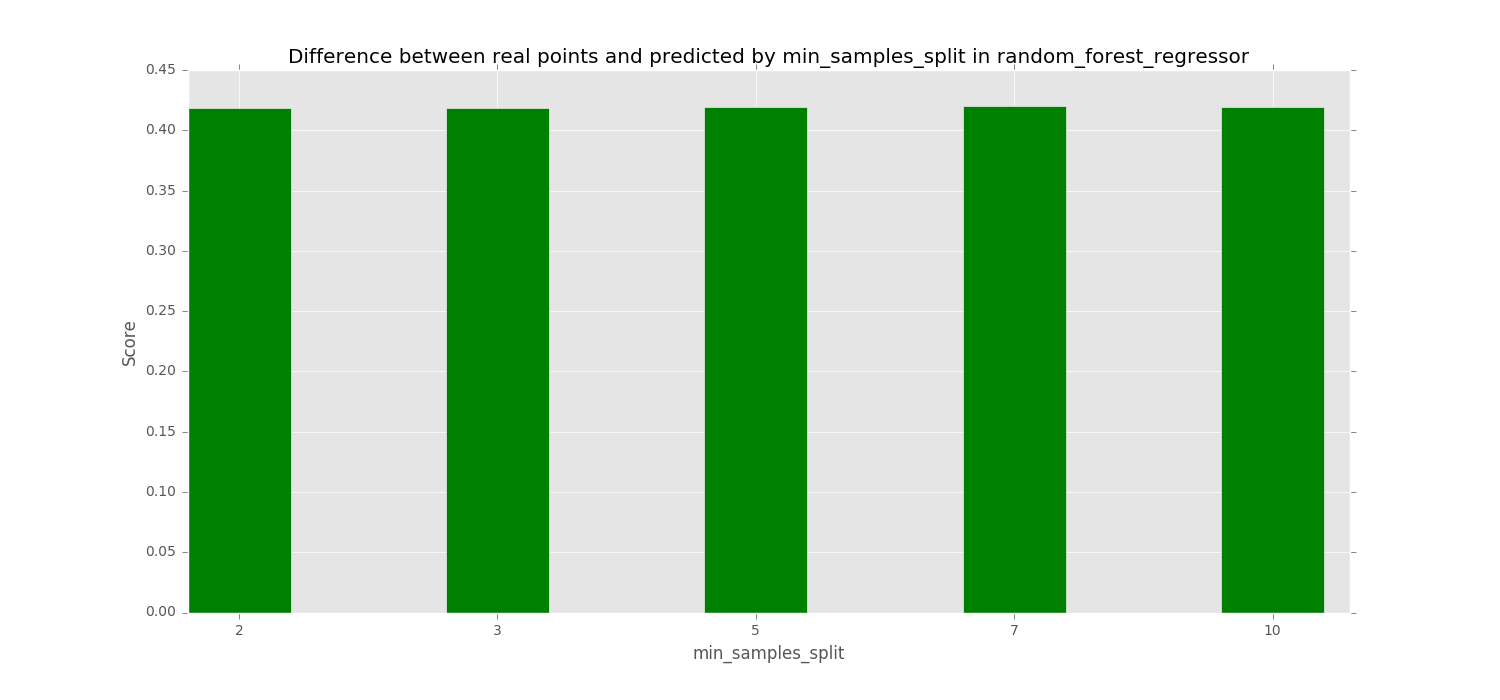 Difference between real points and predicted by min_samples_split in random_forest_regressor
0.45
0.40
0.35
0.30
0.25
0.20
0.15
0.10
0.05
0.00
Score
2 3 5 7 10
min_samples_split